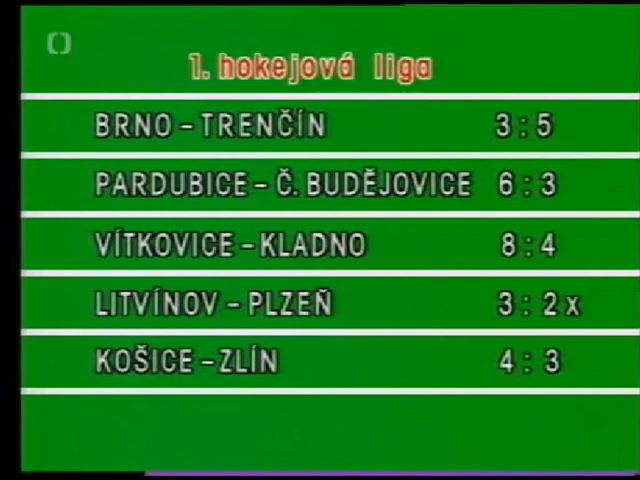 1. hokejová liga
BRNO – TRENČÍN 3 : 5
PARDUBICE – Č. BUDĚJOVICE 6 : 3
VÍTKOVICE – KLADNO 8 : 4
LITVÍNOV – PLZEŇ 3 : 2 x
KOŠICE – ZLÍN 4 : 3